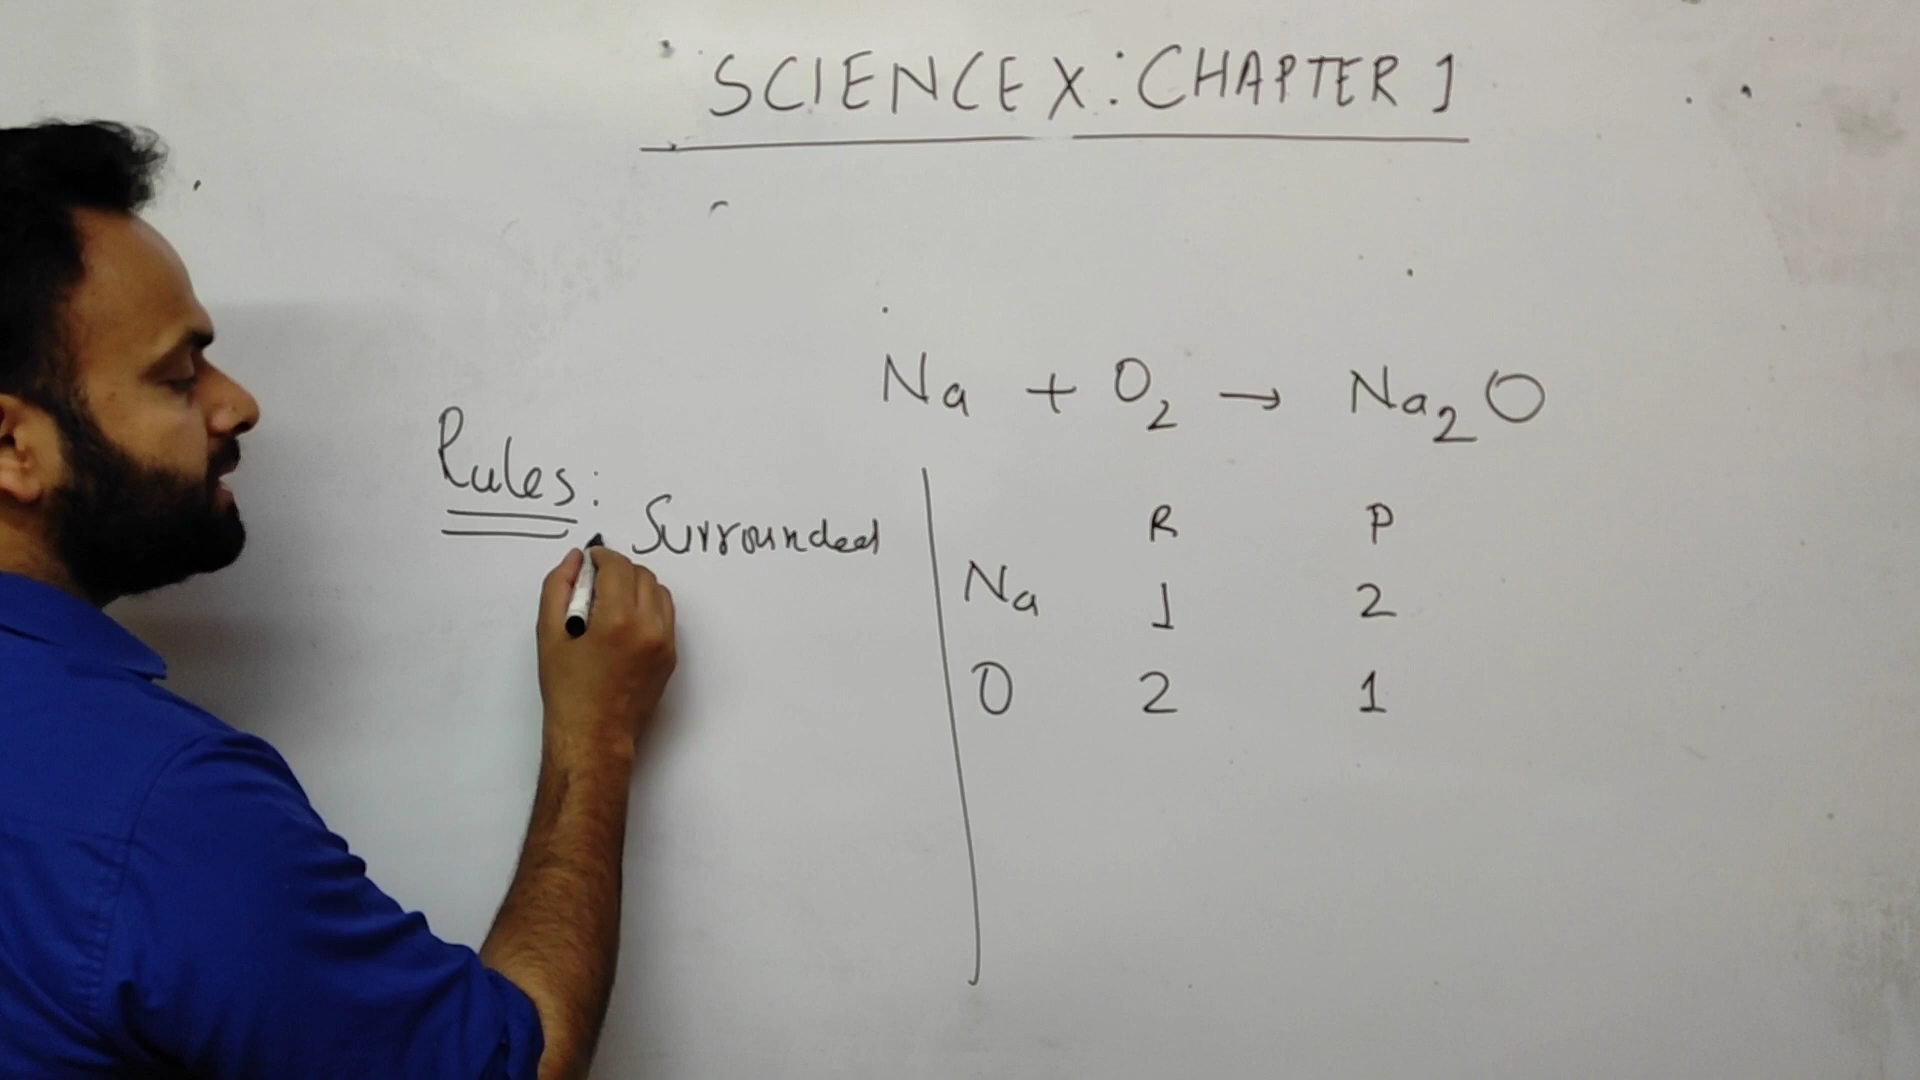 SCIENCE X : CHAPTER 1
Na + O₂ → Na₂O
Rules:
Surrounded
R P
Na 1 2
O 2 1